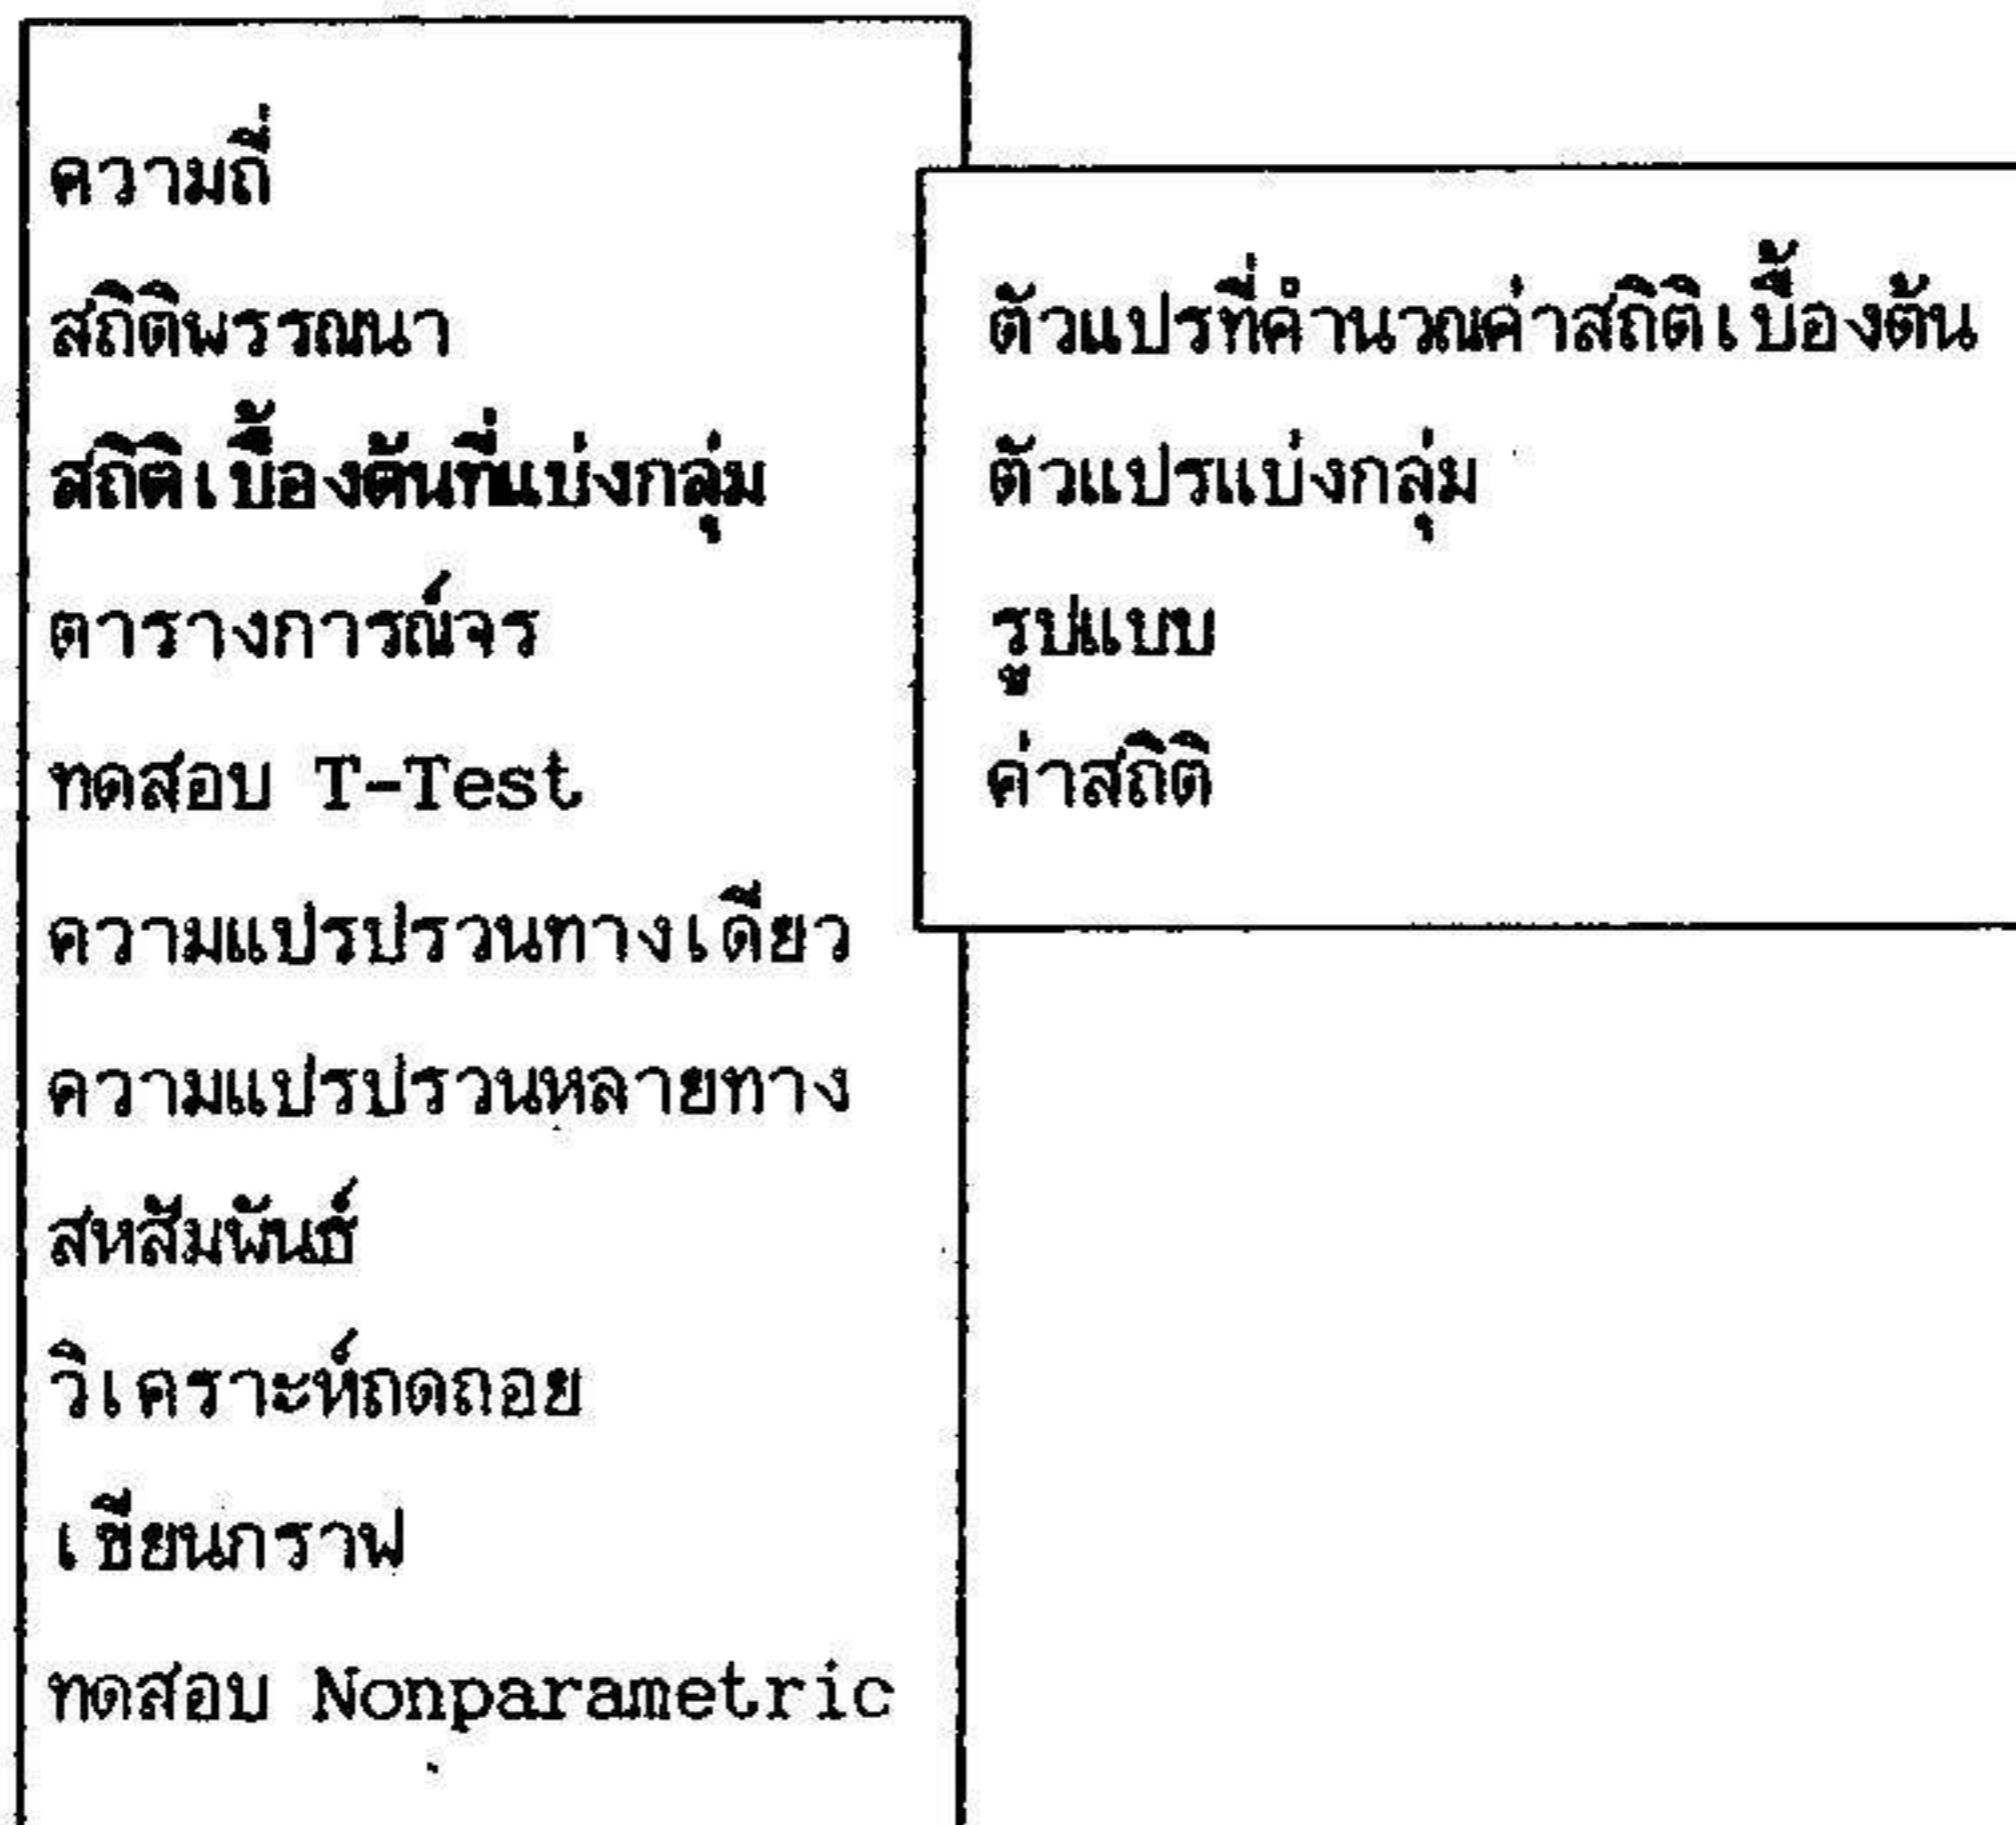 ความถี่
สถิติพรรณนา
สถิติเบื้องต้นที่แบ่งกลุ่ม
ตารางการณ์จร
ทดสอบ T-Test
ความแปรปรวนทางเดียว
ความแปรปรวนหลายทาง
สหสัมพันธ์
วิเคราะห์ถดถอย
เขียนกราฟ
ทดสอบ Nonparametric
ตัวแปรที่คำนวณค่าสถิติเบื้องต้น
ตัวแปรแบ่งกลุ่ม
รูปแบบ
ค่าสถิติ